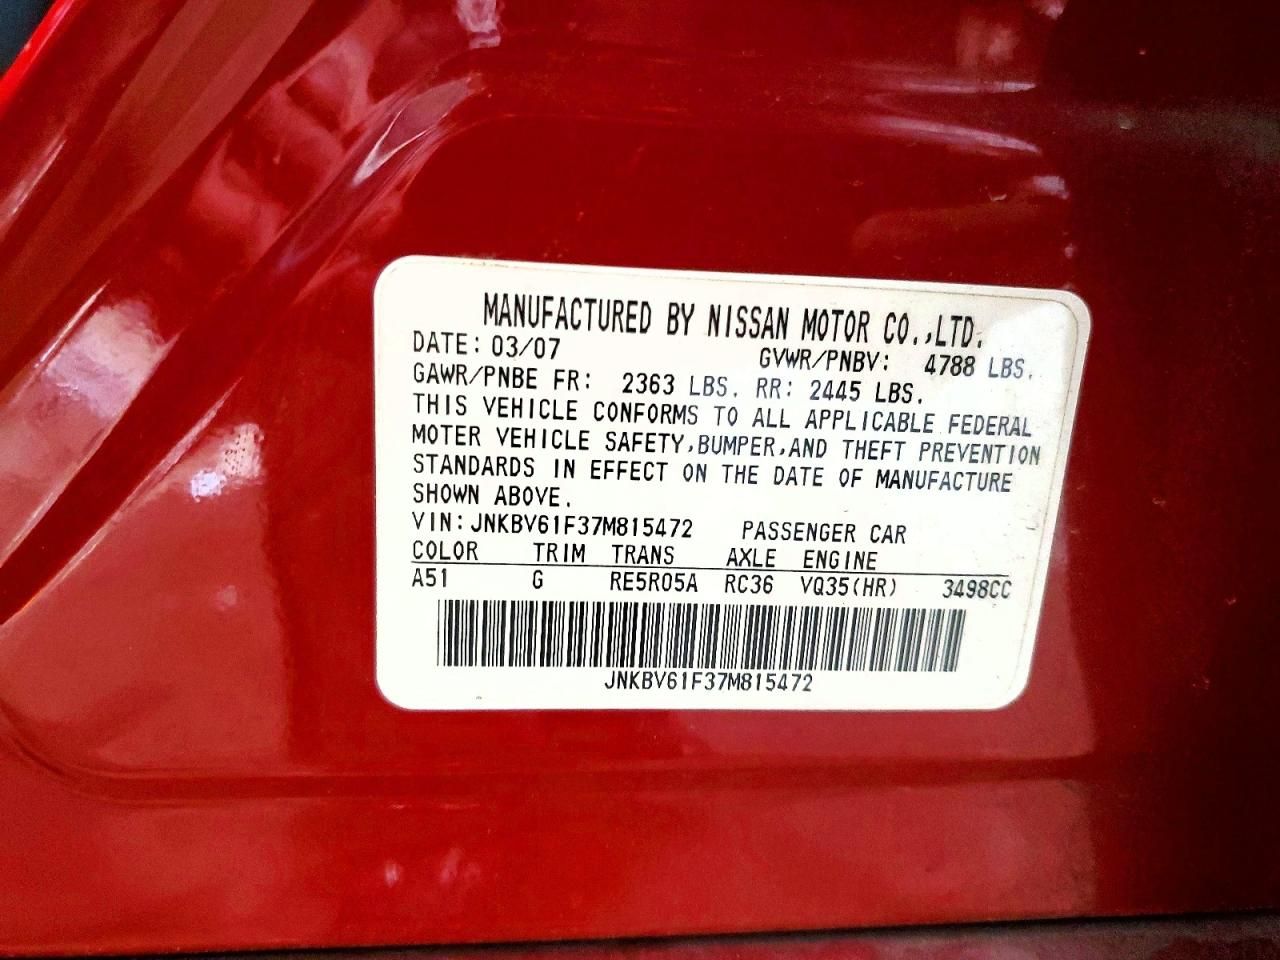 MANUFACTURED BY NISSAN MOTOR CO.,LTD.
DATE: 03/07 GVWR/PNBV: 4788 LBS.
GAWR/PNBE FR: 2363 LBS. RR: 2445 LBS.
THIS VEHICLE CONFORMS TO ALL APPLICABLE FEDERAL
MOTER VEHICLE SAFETY,BUMPER,AND THEFT PREVENTION
STANDARDS IN EFFECT ON THE DATE OF MANUFACTURE
SHOWN ABOVE.
VIN: JNKBV61F37M815472 PASSENGER CAR
COLOR TRIM TRANS AXLE ENGINE
A51 G RE5R05A RC36 VQ35(HR) 3498CC
JNKBV61F37M815472